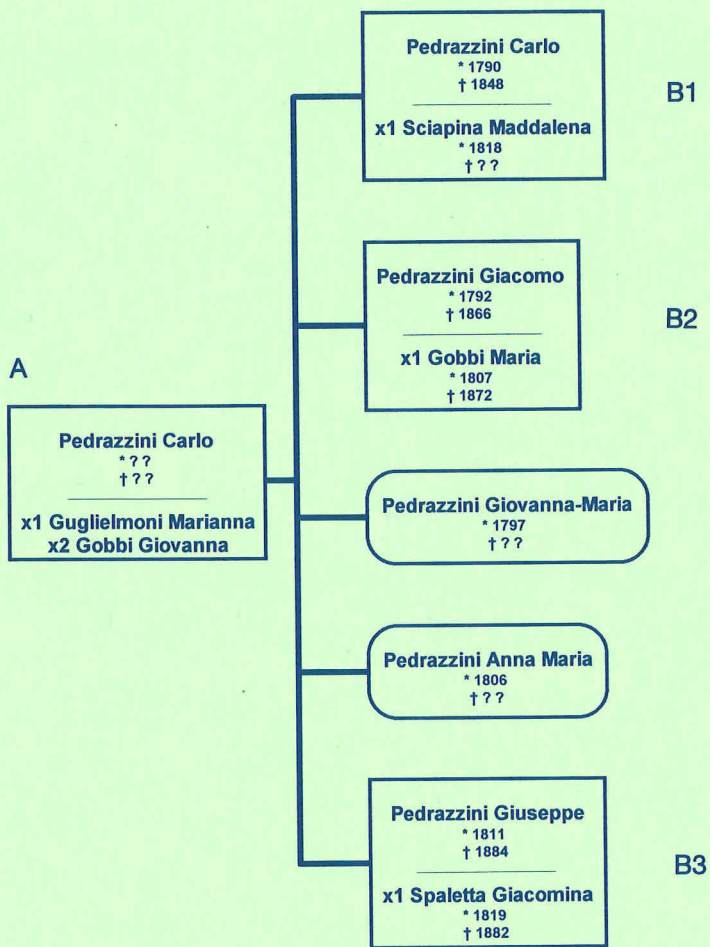 Pedrazzini Carlo
* 1790
† 1848
x1 Sciapina Maddalena
* 1818
† ? ?
B1
Pedrazzini Giacomo
* 1792
† 1866
x1 Gobbi Maria
* 1807
† 1872
B2
A
Pedrazzini Carlo
* ? ?
† ? ?
x1 Guglielmoni Marianna
x2 Gobbi Giovanna
Pedrazzini Giovanna-Maria
* 1797
† ? ?
Pedrazzini Anna Maria
* 1806
† ? ?
Pedrazzini Giuseppe
* 1811
† 1884
x1 Spaletta Giacomina
* 1819
† 1882
B3